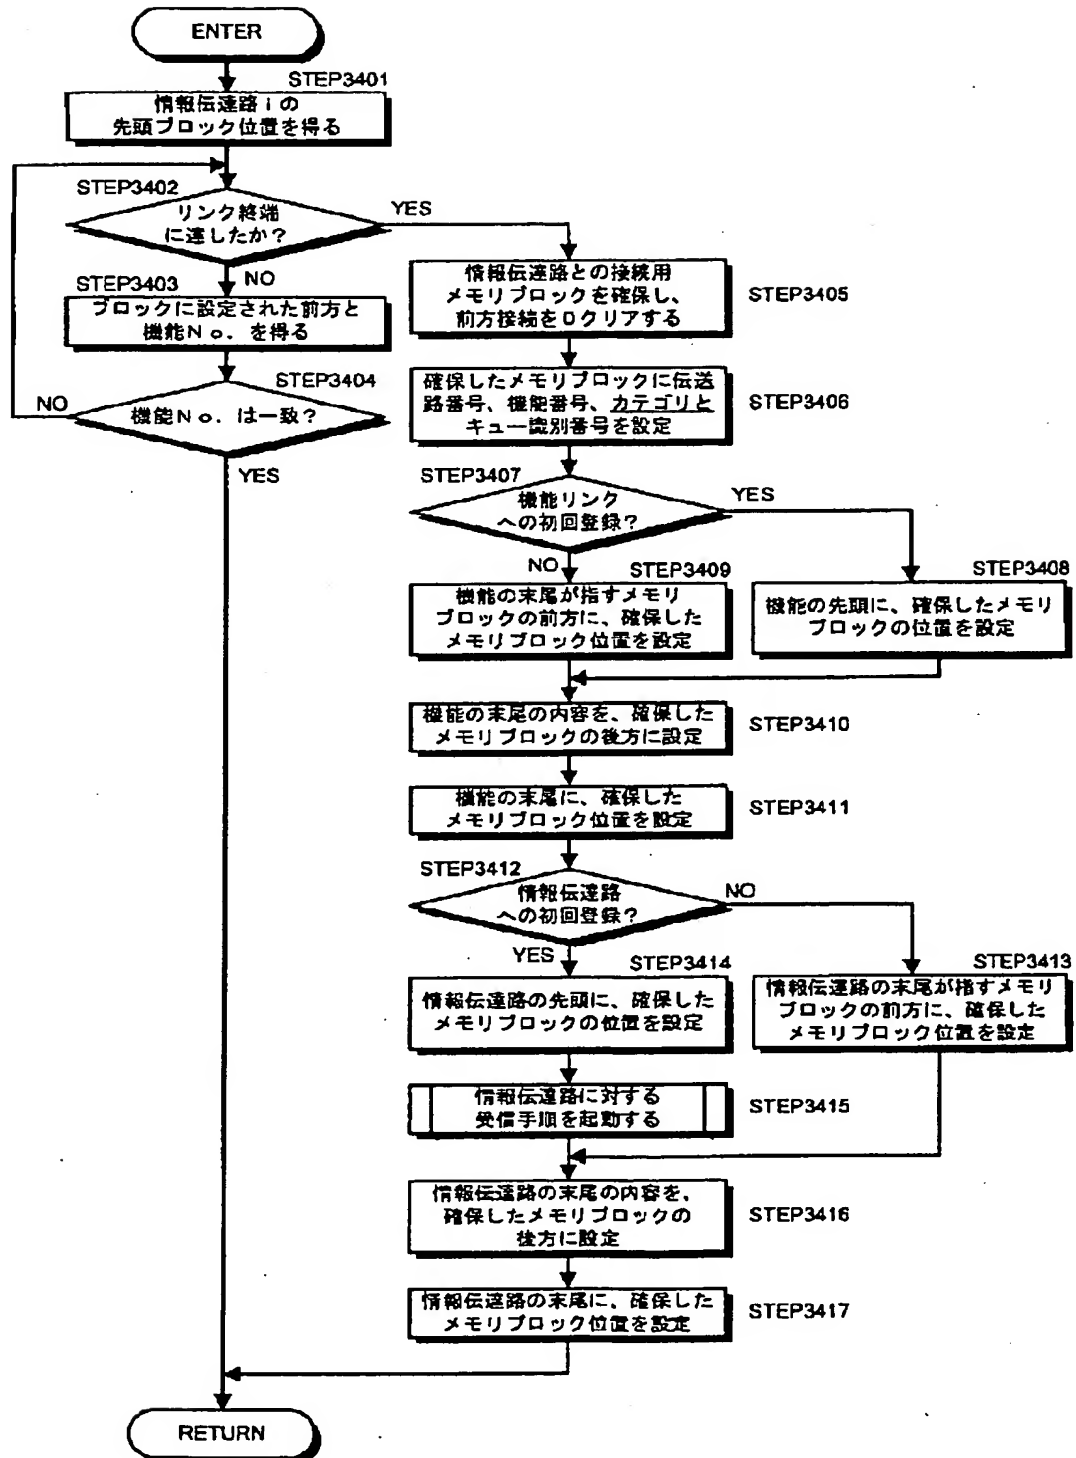 ENTER
STEP3401
情報伝達路iの
先頭ブロック位置を得る
STEP3402
リンク終端
に達したか?
YES
NO
STEP3403
ブロックに設定された前方と
機能No.を得る
STEP3404
機能No.は一致?
NO
YES
情報伝達路との接続用
メモリブロックを確保し、
前方接続を0クリアする
STEP3405
確保したメモリブロックに伝送
路番号、機能番号、カテゴリと
キュー識別番号を設定
STEP3406
STEP3407
機能リンク
への初回登録?
YES
NO
STEP3409
機能の末尾が指すメモリ
ブロックの前方に、確保した
メモリブロック位置を設定
STEP3408
機能の先頭に、確保したメモリ
ブロックの位置を設定
機能の末尾の内容を、確保した
メモリブロックの後方に設定
STEP3410
機能の末尾に、確保した
メモリブロック位置を設定
STEP3411
STEP3412
情報伝達路
への初回登録?
NO
YES
STEP3414
情報伝達路の先頭に、確保した
メモリブロックの位置を設定
STEP3413
情報伝達路の末尾が指すメモリ
ブロックの前方に、確保した
メモリブロック位置を設定
情報伝達路に対する
受信手順を起動する
STEP3415
情報伝達路の末尾の内容を、
確保したメモリブロックの
後方に設定
STEP3416
情報伝達路の末尾に、確保した
メモリブロック位置を設定
STEP3417
RETURN